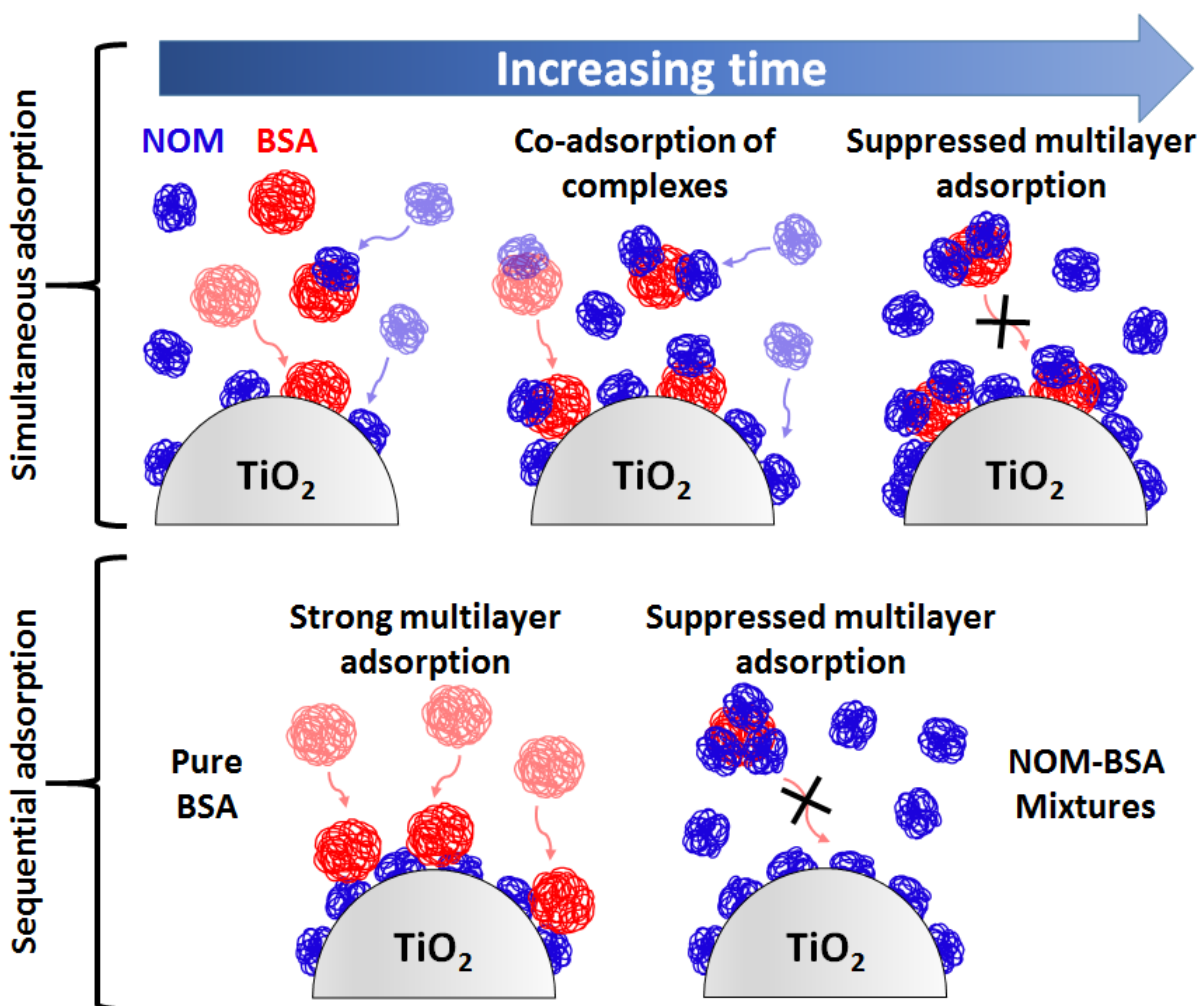 Increasing time
Simultaneous adsorption
NOM BSA
Co-adsorption of
complexes
Suppressed multilayer
adsorption
TiO₂
TiO₂
TiO₂
Sequential adsorption
Strong multilayer
adsorption
Suppressed multilayer
adsorption
Pure
BSA
NOM-BSA
Mixtures
TiO₂
TiO₂